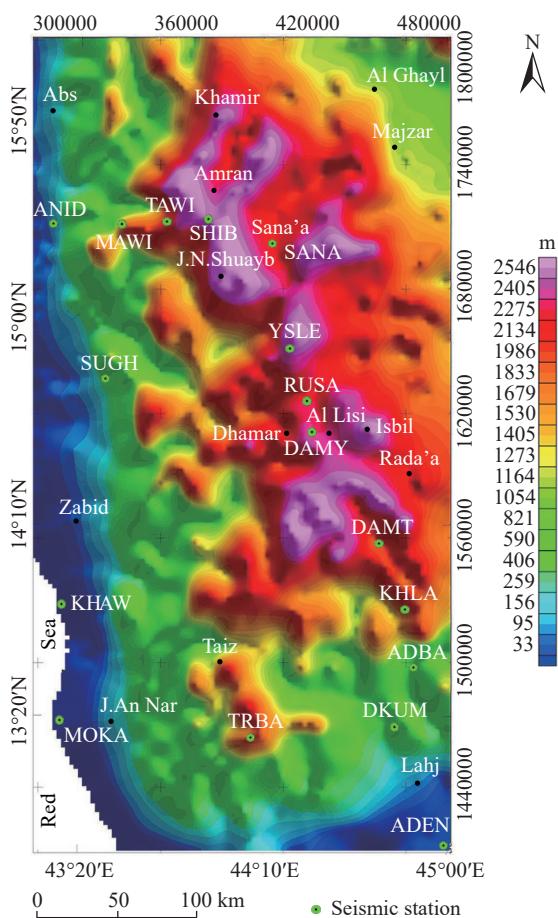 300000 360000 420000 480000
N
Al Ghayl
Abs
Khamir
15°50′N
1800000
Majzar
Amran
1740000
ANID
TAWI
MAWI
SHIB
Sana’a
SANA
J.N.Shuayb
m
2546
2405
2275
2134
1986
1833
1679
1530
1405
1273
1164
1054
821
590
406
259
156
95
33
15°00′N
1680000
YSLE
SUGH
RUSA
Al Lisi
Isbil
Dhamar
DAMY
1620000
Rada’a
Zabid
14°10′N
DAMT
1560000
KHAW
KHLA
Sea
Taiz
ADBA
1500000
13°20′N
J.An Nar
MOKA
TRBA
DKUM
Lahj
1440000
Red
ADEN
43°20′E 44°10′E 45°00′E
0 50 100 km
Seismic station